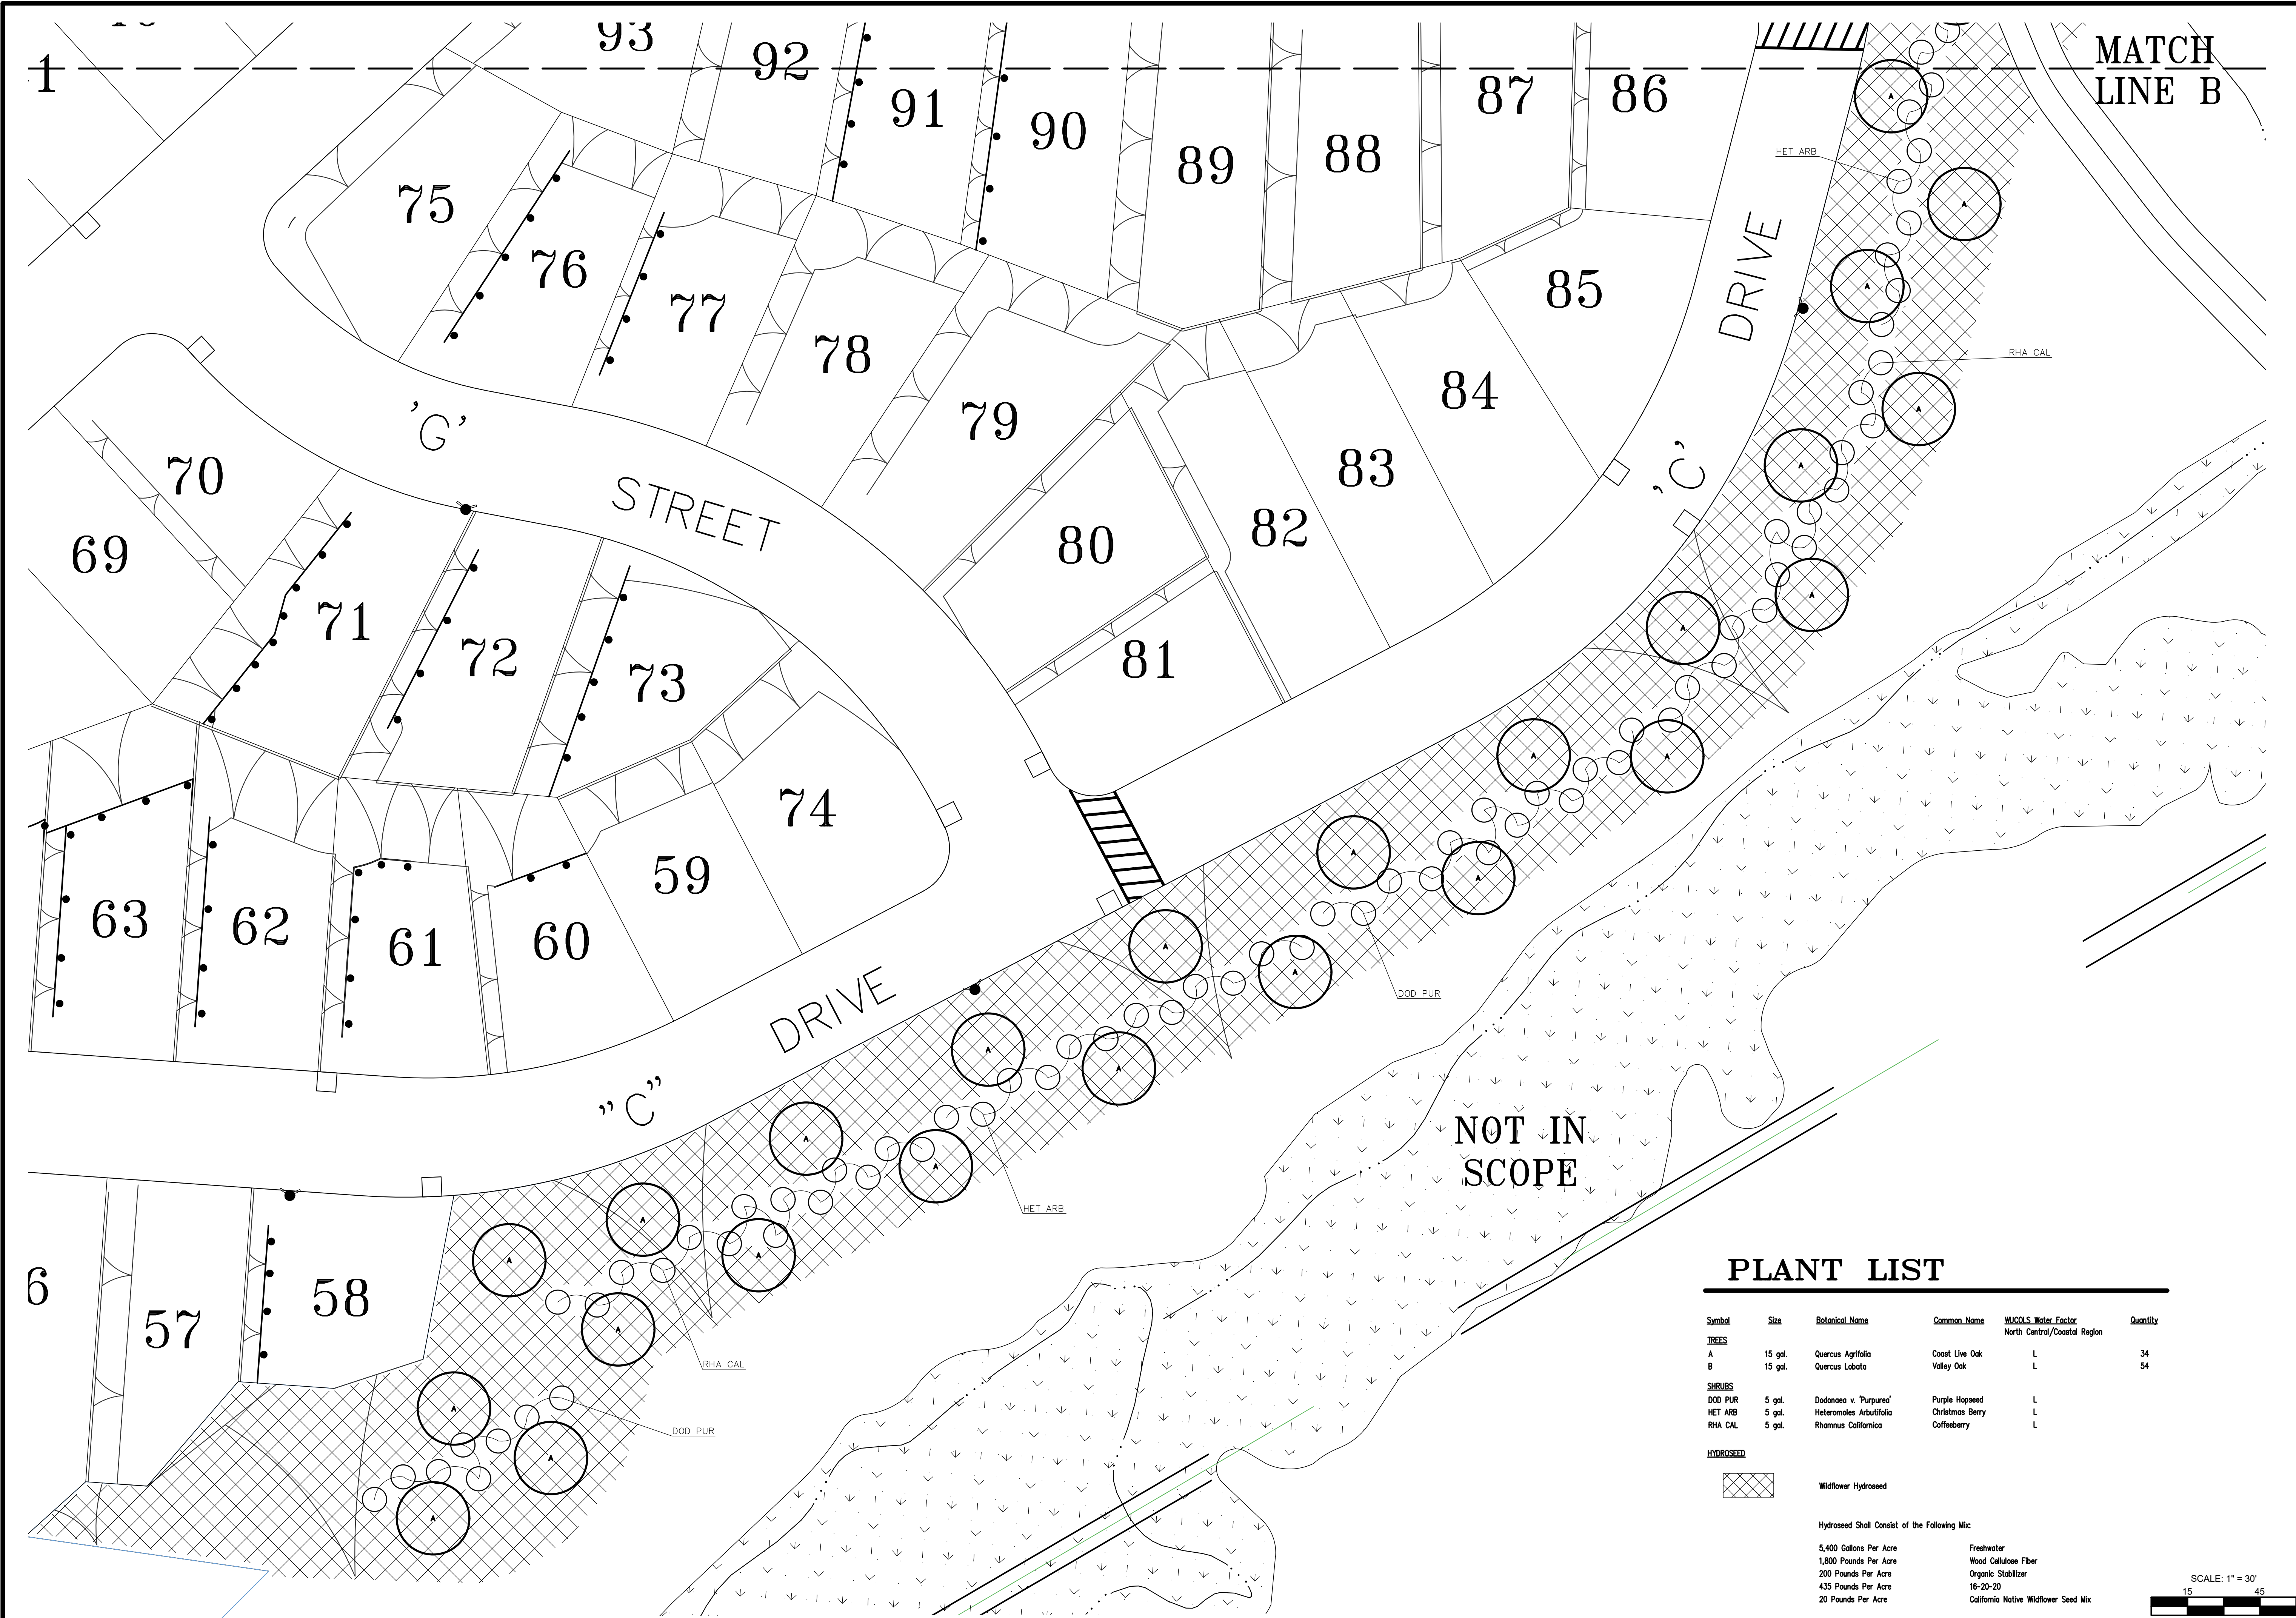 1
93
92
91
90
89
88
87
86
MATCH
LINE B
HET ARB
A
A
75
76
77
78
79
85
84
83
82
80
81
DRIVE
'C'
A
RHA CAL
A
A
A
A
'G'
STREET
70
69
71
72
73
74
A
A
A
A
63
62
61
60
59
DRIVE
"C"
A
A
DOD PUR
A
A
A
A
HET ARB
NOT IN
SCOPE
6
57
58
A
A
A
A
RHA CAL
A
A
DOD PUR
A
PLANT LIST
Symbol Size Botanical Name Common Name WUCOLS Water Factor Quantity
North Central/Coastal Region
TREES
A 15 gal. Quercus Agrifolia Coast Live Oak L 34
B 15 gal. Quercus Lobata Valley Oak L 54
SHRUBS
DOD PUR 5 gal. Dodonaea v. 'Purpurea' Purple Hopseed L
HET ARB 5 gal. Heteromoles Arbutifolia Christmas Berry L
RHA CAL 5 gal. Rhamnus Californica Coffeeberry L
HYDROSEED
Wildflower Hydroseed
Hydroseed Shall Consist of the Following Mix:
5,400 Gallons Per Acre Freshwater
1,800 Pounds Per Acre Wood Cellulose Fiber
200 Pounds Per Acre Organic Stabilizer
435 Pounds Per Acre 16-20-20
20 Pounds Per Acre California Native Wildflower Seed Mix
SCALE: 1" = 30'
15 45